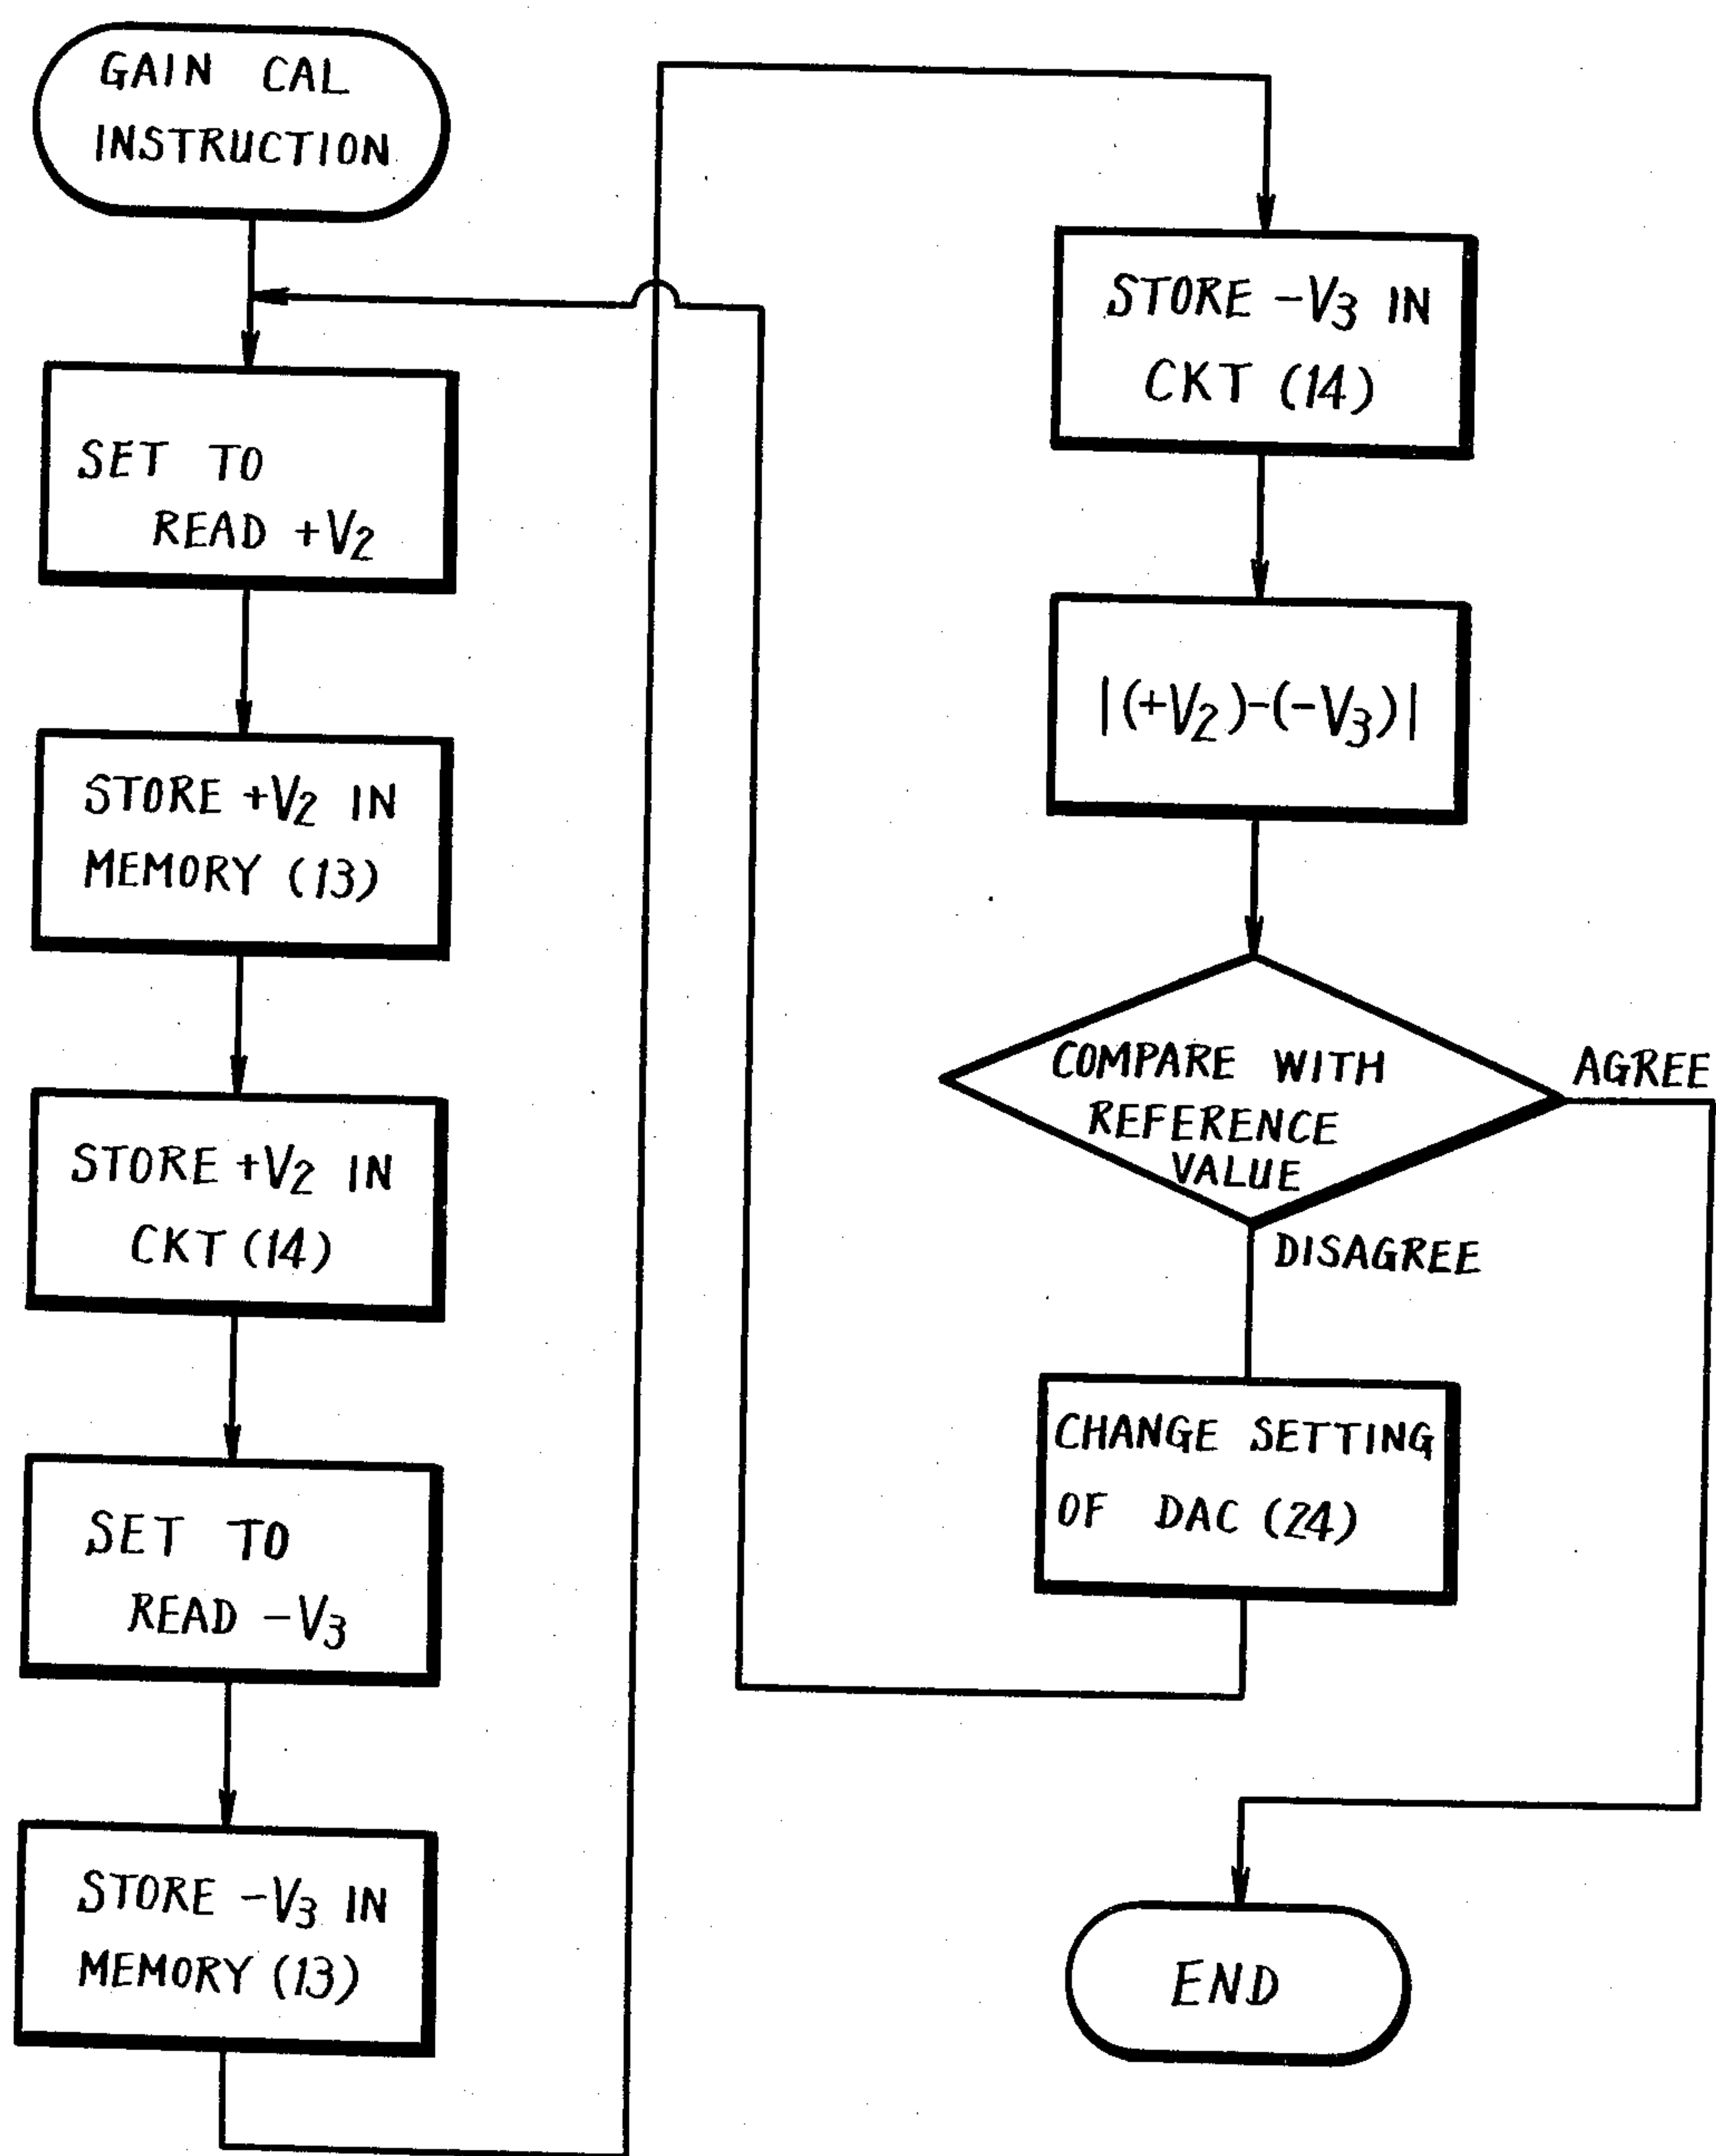 GAIN CAL
INSTRUCTION
SET TO
READ +V2
STORE +V2 IN
MEMORY (13)
STORE +V2 IN
CKT (14)
SET TO
READ -V3
STORE -V3 IN
MEMORY (13)
STORE -V3 IN
CKT (14)
|(+V2)-(-V3)|
COMPARE WITH
REFERENCE
VALUE
AGREE
DISAGREE
CHANGE SETTING
OF DAC (24)
END